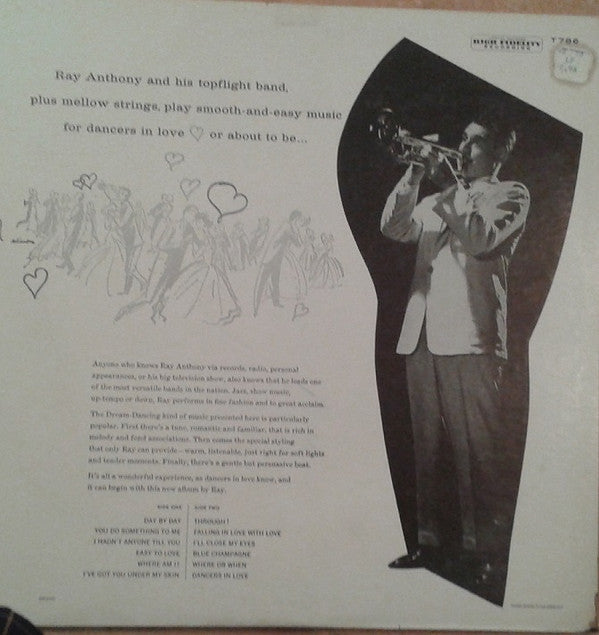 HIGH FIDELITY
RECORDING
T786
Ray Anthony and his topflight band,
plus mellow strings, play smooth-and-easy music
for dancers in love ♡ or about to be...
Anyone who knows Ray Anthony via records, radio, personal
appearances, or his big television show, also knows that he leads one
of the most versatile bands in the nation. Jazz, show music,
up-tempo or down, Ray performs in fine fashion and to great acclaim.
The Dream Dancing kind of music presented here is particularly
popular. First there's a tune, romantic and familiar, that is rich in
melody and fond associations. Then comes the special styling
that only Ray can provide – warm, listenable, just right for soft lights
and tender moments. Finally, there's a gentle but persuasive beat.
It's all a wonderful experience, as dancers in love know, and
it can begin with this new album by Ray.
SIDE ONE
DAY BY DAY
YOU DO SOMETHING TO ME
I HADN'T ANYONE TILL YOU
EASY TO LOVE
WHERE AM I?
I'VE GOT YOU UNDER MY SKIN
SIDE TWO
THROUGH!
FALLING IN LOVE WITH LOVE
I'LL CLOSE MY EYES
BLUE CHAMPAGNE
WHERE OR WHEN
DANCERS IN LOVE